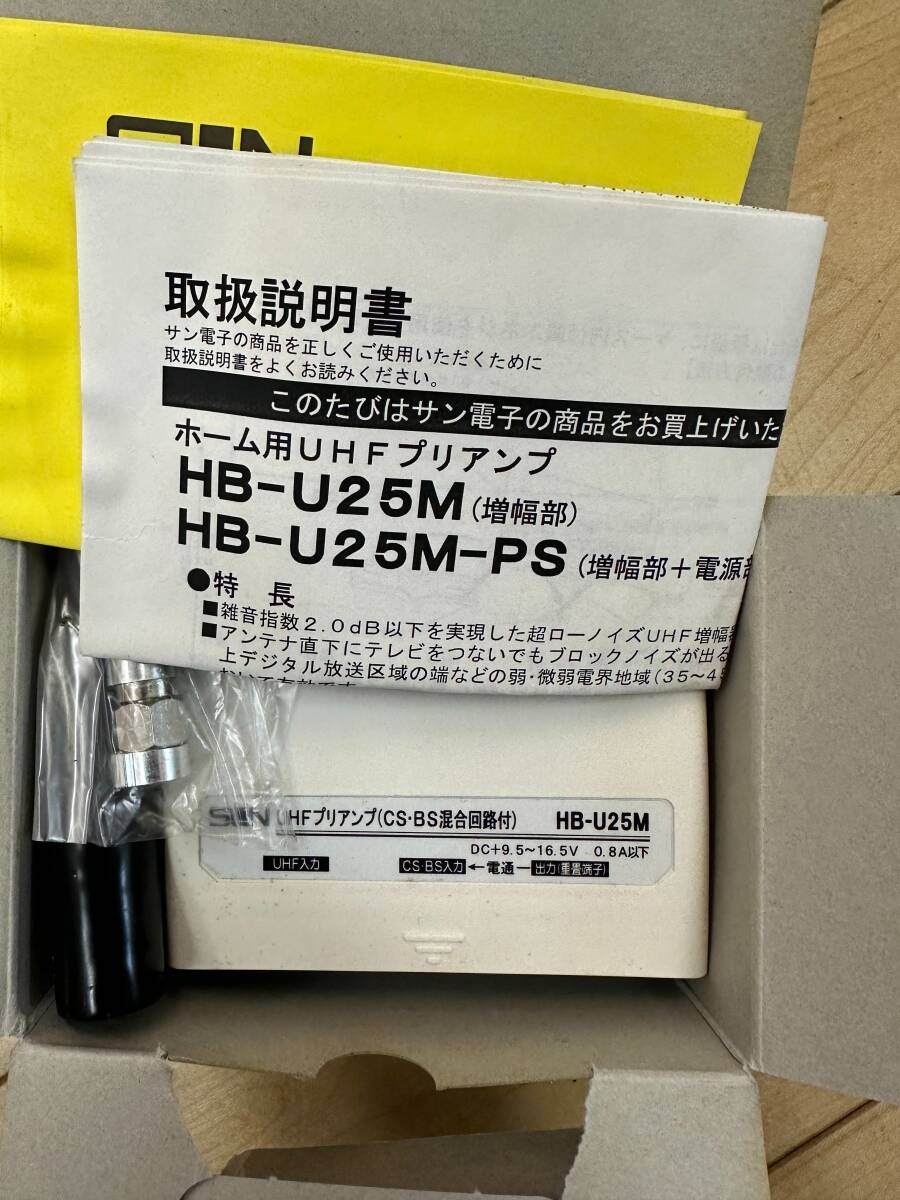 取扱説明書
サン電子の商品を正しくご使用いただくために
取扱説明書をよくお読みください。
このたびはサン電子の商品をお買上げいた
ホーム用UHFプリアンプ
HB-U25M(増幅部)
HB-U25M-PS(増幅部+電源部
●特 長
■雑音指数2.0dB以下を実現した超ローノイズUHF増幅器
■アンテナ直下にテレビをつないでもブロックノイズが出る
上デジタル放送区域の端などの弱・微弱電界地域(35~4
SUN UHFプリアンプ(CS・BS混合回路付) HB-U25M
DC+9.5~16.5V 0.8A以下
UHF入力 CS・BS入力←電通─出力(重畳端子)